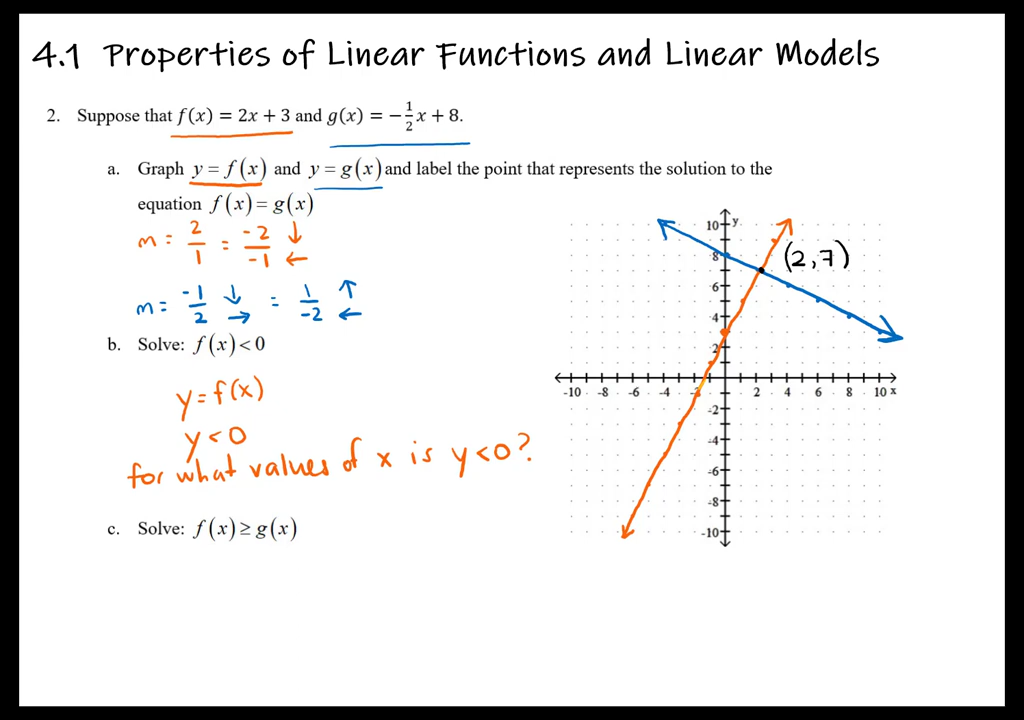 4.1 Properties of Linear Functions and Linear Models
2. Suppose that f(x) = 2x + 3 and g(x) = −1/2x + 8.
a. Graph y = f(x) and y = g(x) and label the point that represents the solution to the
equation f(x) = g(x)
m = 2/1 = -2/-1 ↓ ←
m = -1/2 ↓ → = 1/-2 ↑ ←
b. Solve: f(x) < 0
y = f(x)
y < 0
for what values of x is y < 0?
c. Solve: f(x) ≥ g(x)
10 y
8
(2,7)
6
4
2
-10 -8 -6 -4 -2 2 4 6 8 10 x
-2
-4
-6
-8
-10